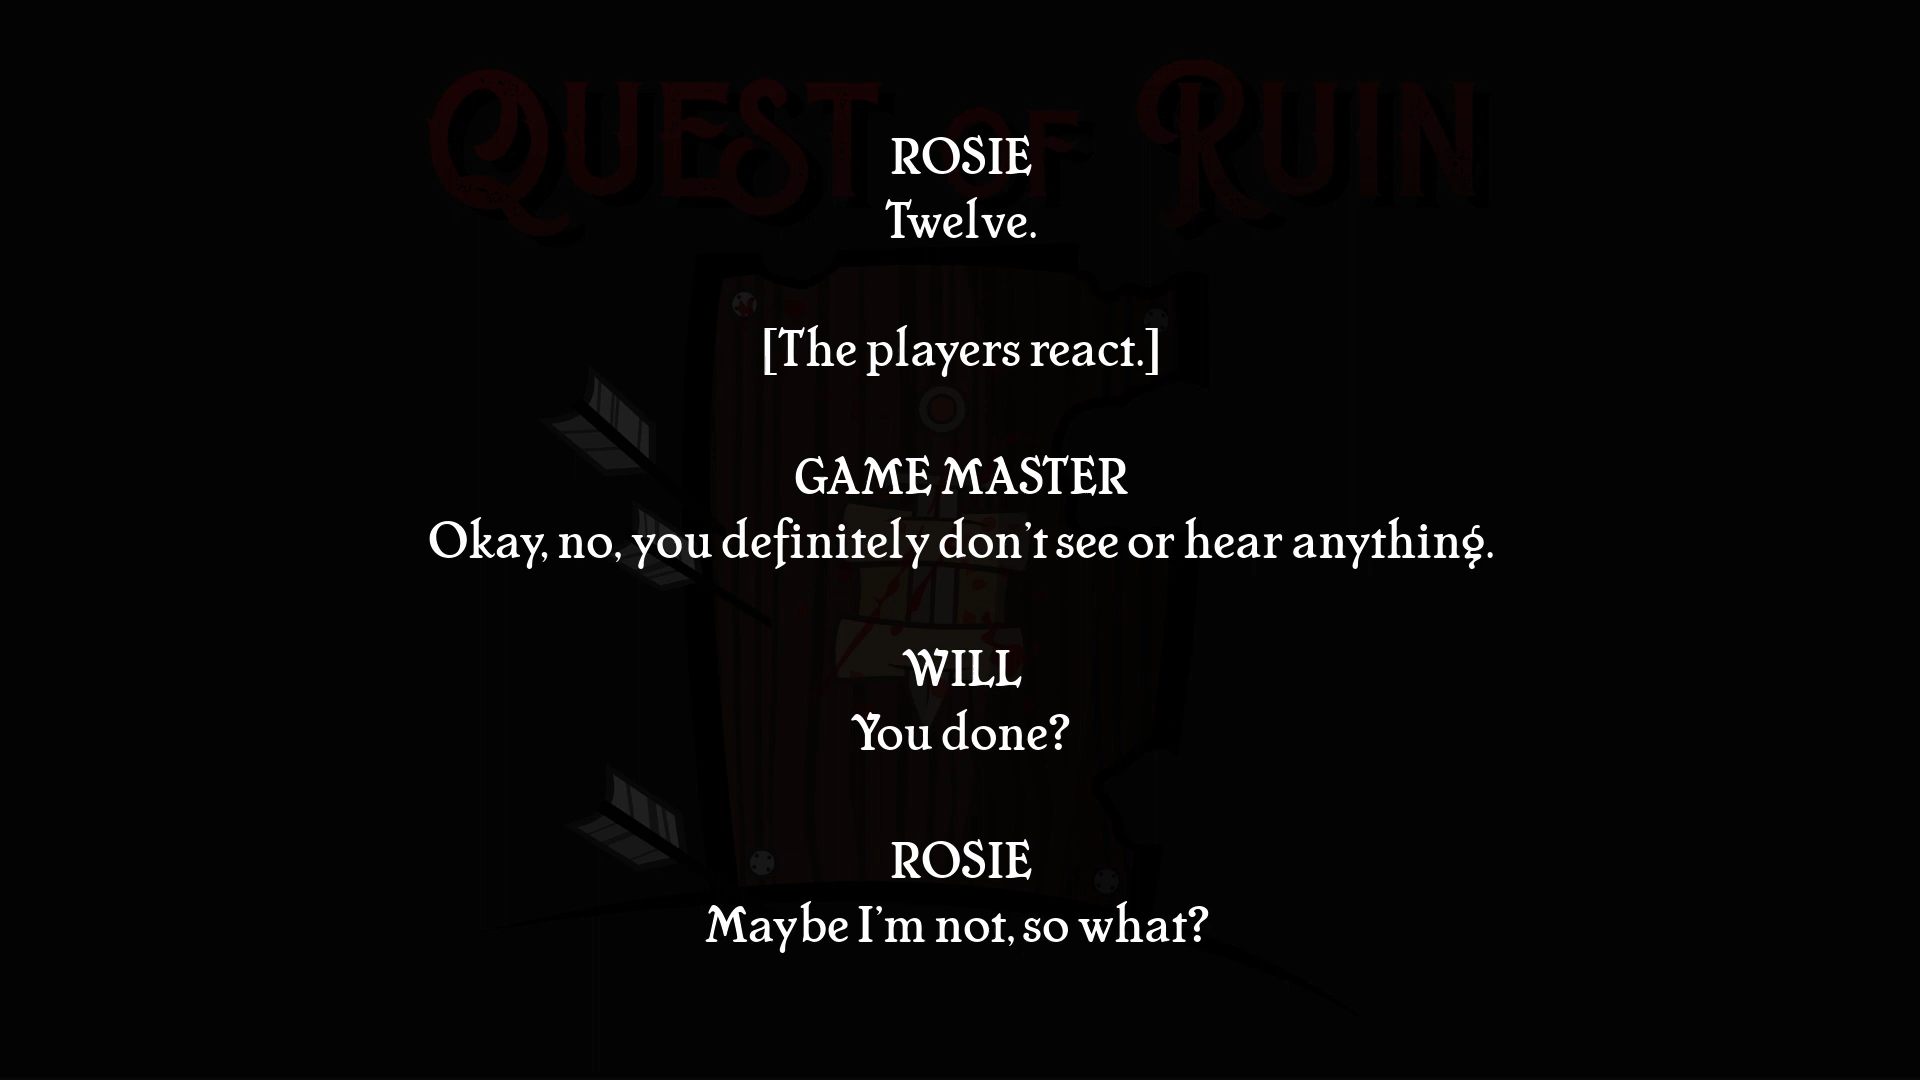 Quest of Ruin
ROSIE
Twelve.
[The players react.]
GAME MASTER
Okay, no, you definitely don’t see or hear anything.
WILL
You done?
ROSIE
Maybe I’m not, so what?